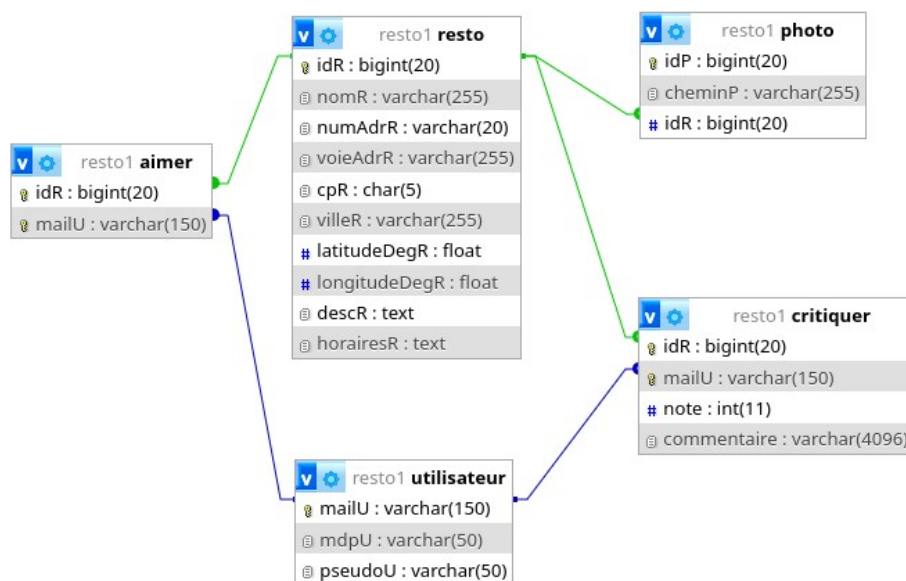 resto1 resto
idR : bigint(20)
nomR : varchar(255)
numAdrR : varchar(20)
voieAdrR : varchar(255)
cpR : char(5)
villeR : varchar(255)
# latitudeDegR : float
# longitudeDegR : float
descR : text
horairesR : text
resto1 photo
idP : bigint(20)
cheminP : varchar(255)
# idR : bigint(20)
resto1 aimer
idR : bigint(20)
mailU : varchar(150)
resto1 critiquer
idR : bigint(20)
mailU : varchar(150)
# note : int(11)
commentaire : varchar(4096)
resto1 utilisateur
mailU : varchar(150)
mdpU : varchar(50)
pseudoU : varchar(50)